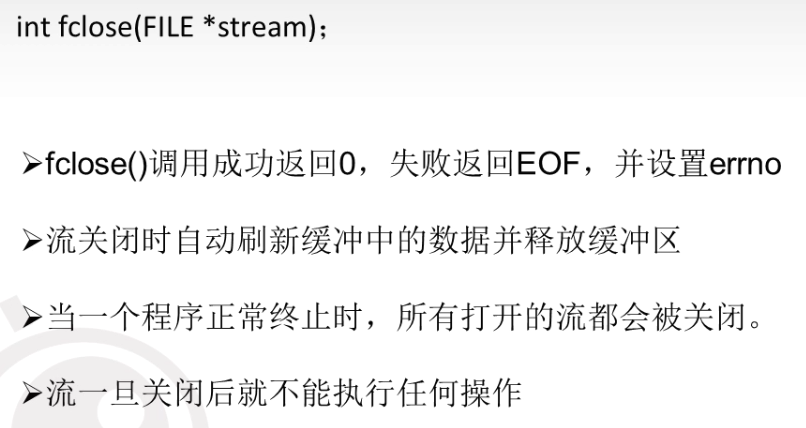 int fclose(FILE *stream);
➢fclose()调用成功返回0，失败返回EOF，并设置errno
➢流关闭时自动刷新缓冲中的数据并释放缓冲区
➢当一个程序正常终止时，所有打开的流都会被关闭。
➢流一旦关闭后就不能执行任何操作